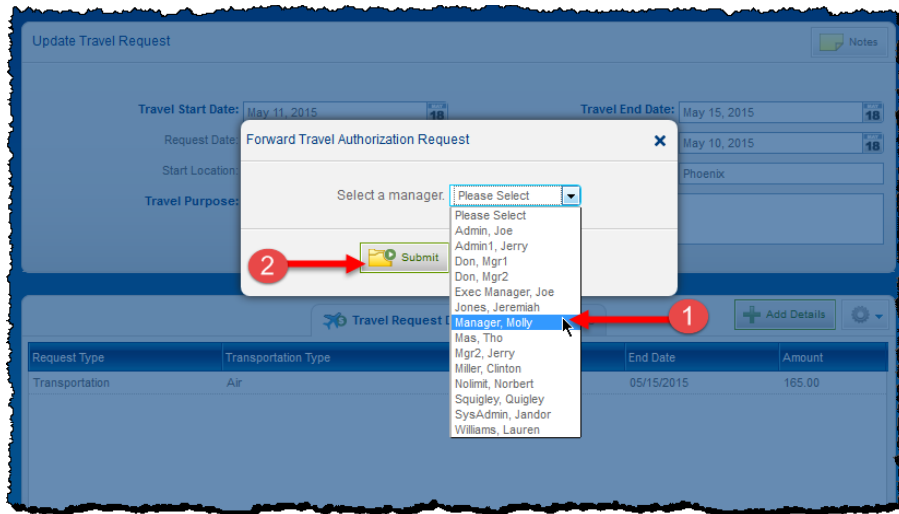 Update Travel Request
Notes
Travel Start Date: May 11, 2015 18 Travel End Date: May 15, 2015 18
Request Date: May 10, 2015 18
Start Location: Phoenix
Travel Purpose:
Forward Travel Authorization Request
Select a manager. Please Select
Please Select
Admin, Joe
Admin1, Jerry
Don, Mgr1
Don, Mgr2
Exec Manager, Joe
Jones, Jeremiah
Manager, Molly
Mas, Tho
Mgr2, Jerry
Miller, Clinton
Nolimit, Norbert
Squigley, Quigley
SysAdmin, Jandor
Williams, Lauren
2 Submit
1
Travel Request Add Details
Request Type Transportation Type End Date Amount
Transportation Air 05/15/2015 165.00